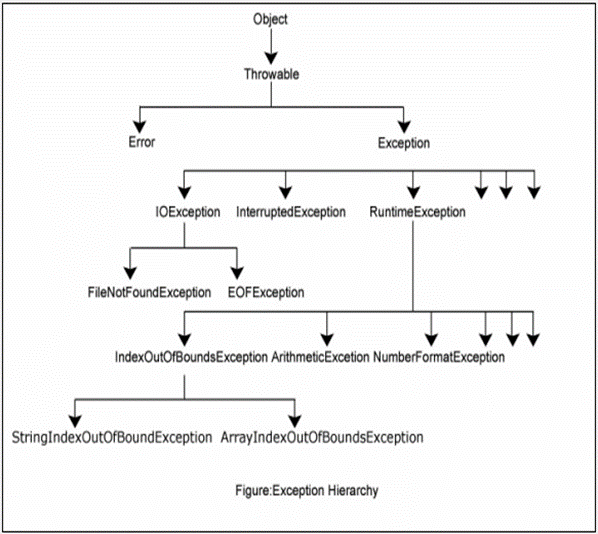 Object
Throwable
Error Exception
IOException InterruptedException RuntimeException
FileNotFoundException EOFException
IndexOutOfBoundsException ArithmeticExcetion NumberFormatException
StringIndexOutOfBoundException ArrayIndexOutOfBoundsException
Figure:Exception Hierarchy